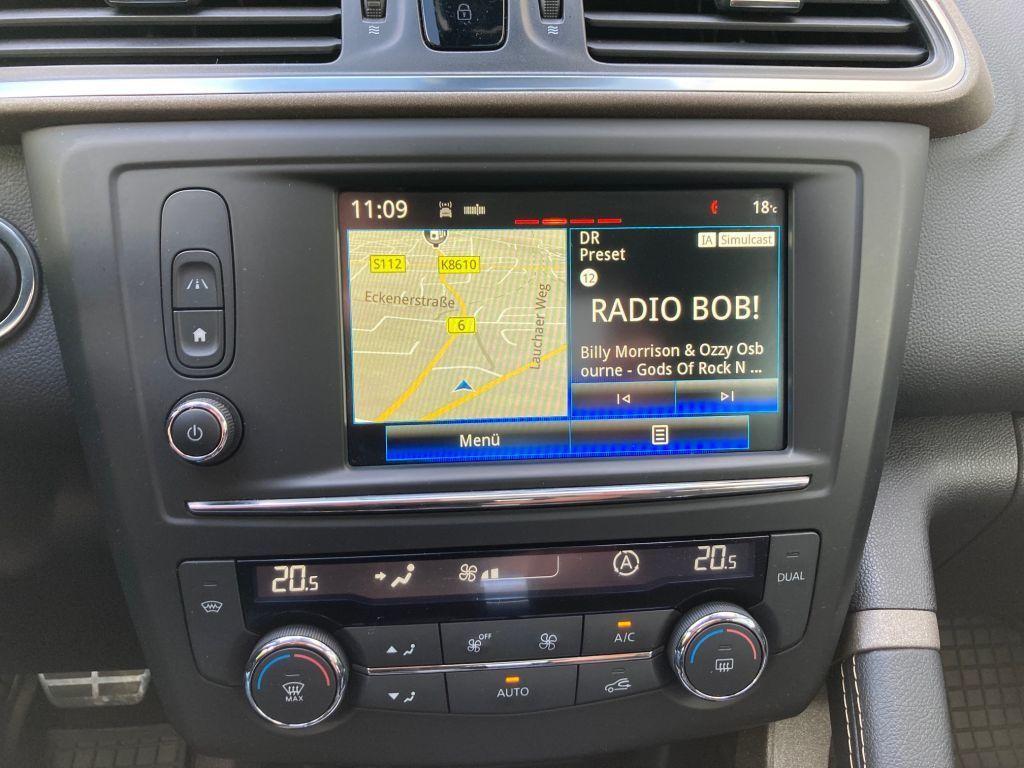 11:09
18°C
S112
K8610
Eckenerstraße
6
Lauchaer Weg
DR
IA
Simulcast
Preset
12
RADIO BOB!
Billy Morrison & Ozzy Osb
ourne - Gods Of Rock N ...
Menü
20.5
A
20.5
DUAL
OFF
A/C
MAX
AUTO